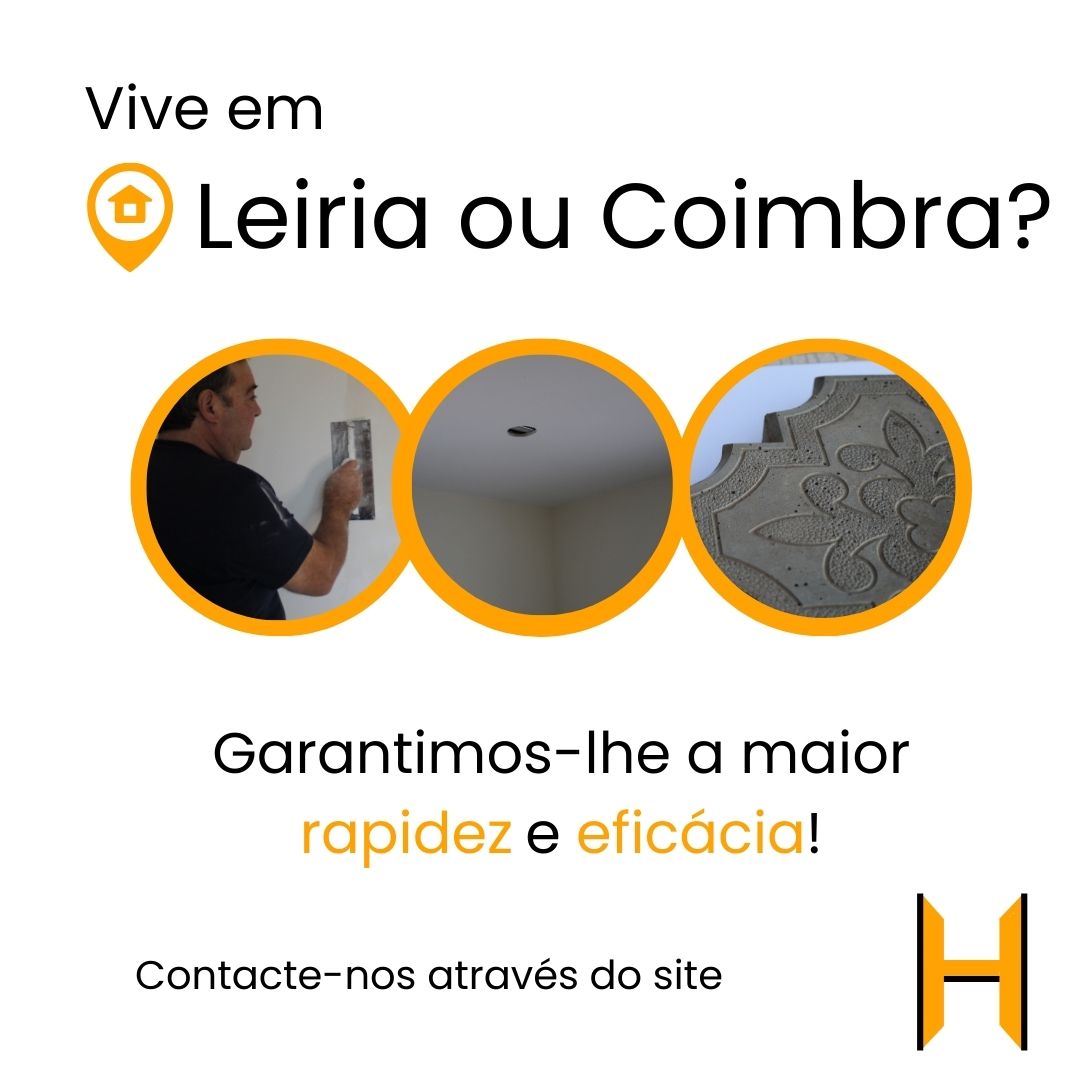 Vive em
Leiria ou Coimbra?
Garantimos-lhe a maior
rapidez e eficácia!
Contacte-nos através do site
H